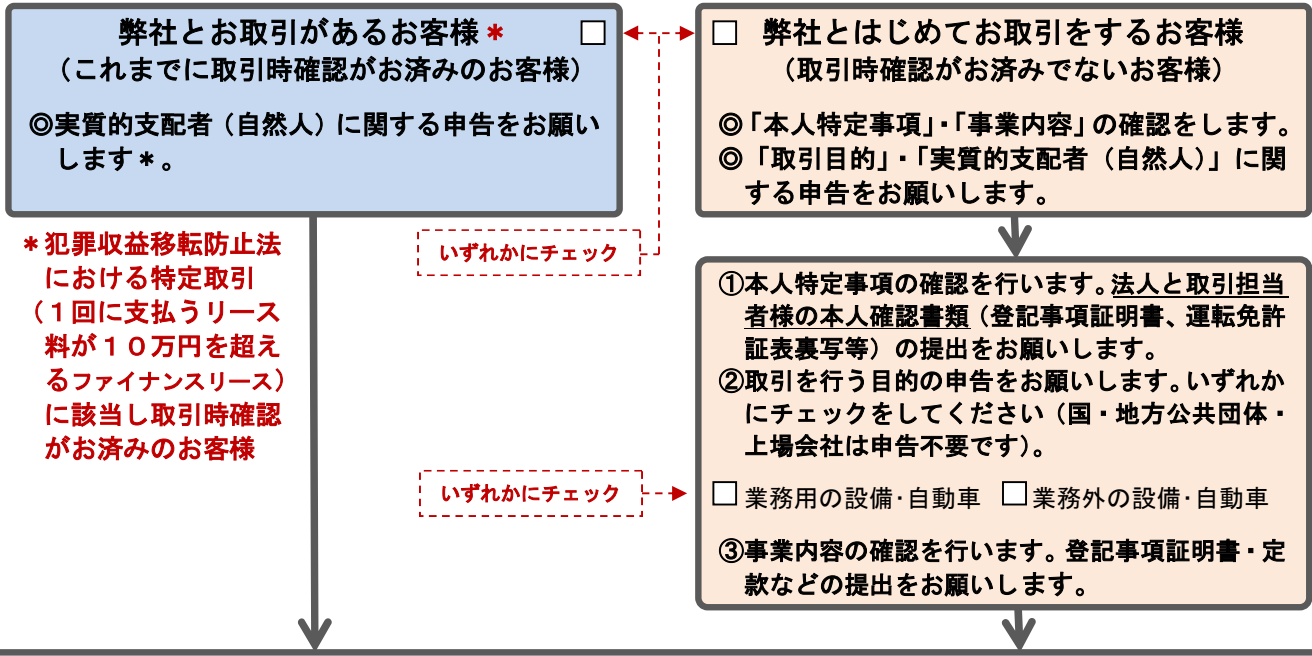 弊社とお取引があるお客様＊ □
（これまでに取引時確認がお済みのお客様）
◎実質的支配者（自然人）に関する申告をお願い
します＊。
□ 弊社とはじめてお取引をするお客様
（取引時確認がお済みでないお客様）
◎「本人特定事項」・「事業内容」の確認をします。
◎「取引目的」・「実質的支配者（自然人）」に関
する申告をお願いします。
＊犯罪収益移転防止法
における特定取引
（１回に支払うリース
料が１０万円を超え
るファイナンスリース）
に該当し取引時確認
がお済みのお客様
いずれかにチェック
①本人特定事項の確認を行います。法人と取引担当
者様の本人確認書類（登記事項証明書、運転免許
証表裏写等）の提出をお願いします。
②取引を行う目的の申告をお願いします。いずれか
にチェックをしてください（国・地方公共団体・
上場会社は申告不要です）。
いずれかにチェック
□ 業務用の設備・自動車 □ 業務外の設備・自動車
③事業内容の確認を行います。登記事項証明書・定
款などの提出をお願いします。